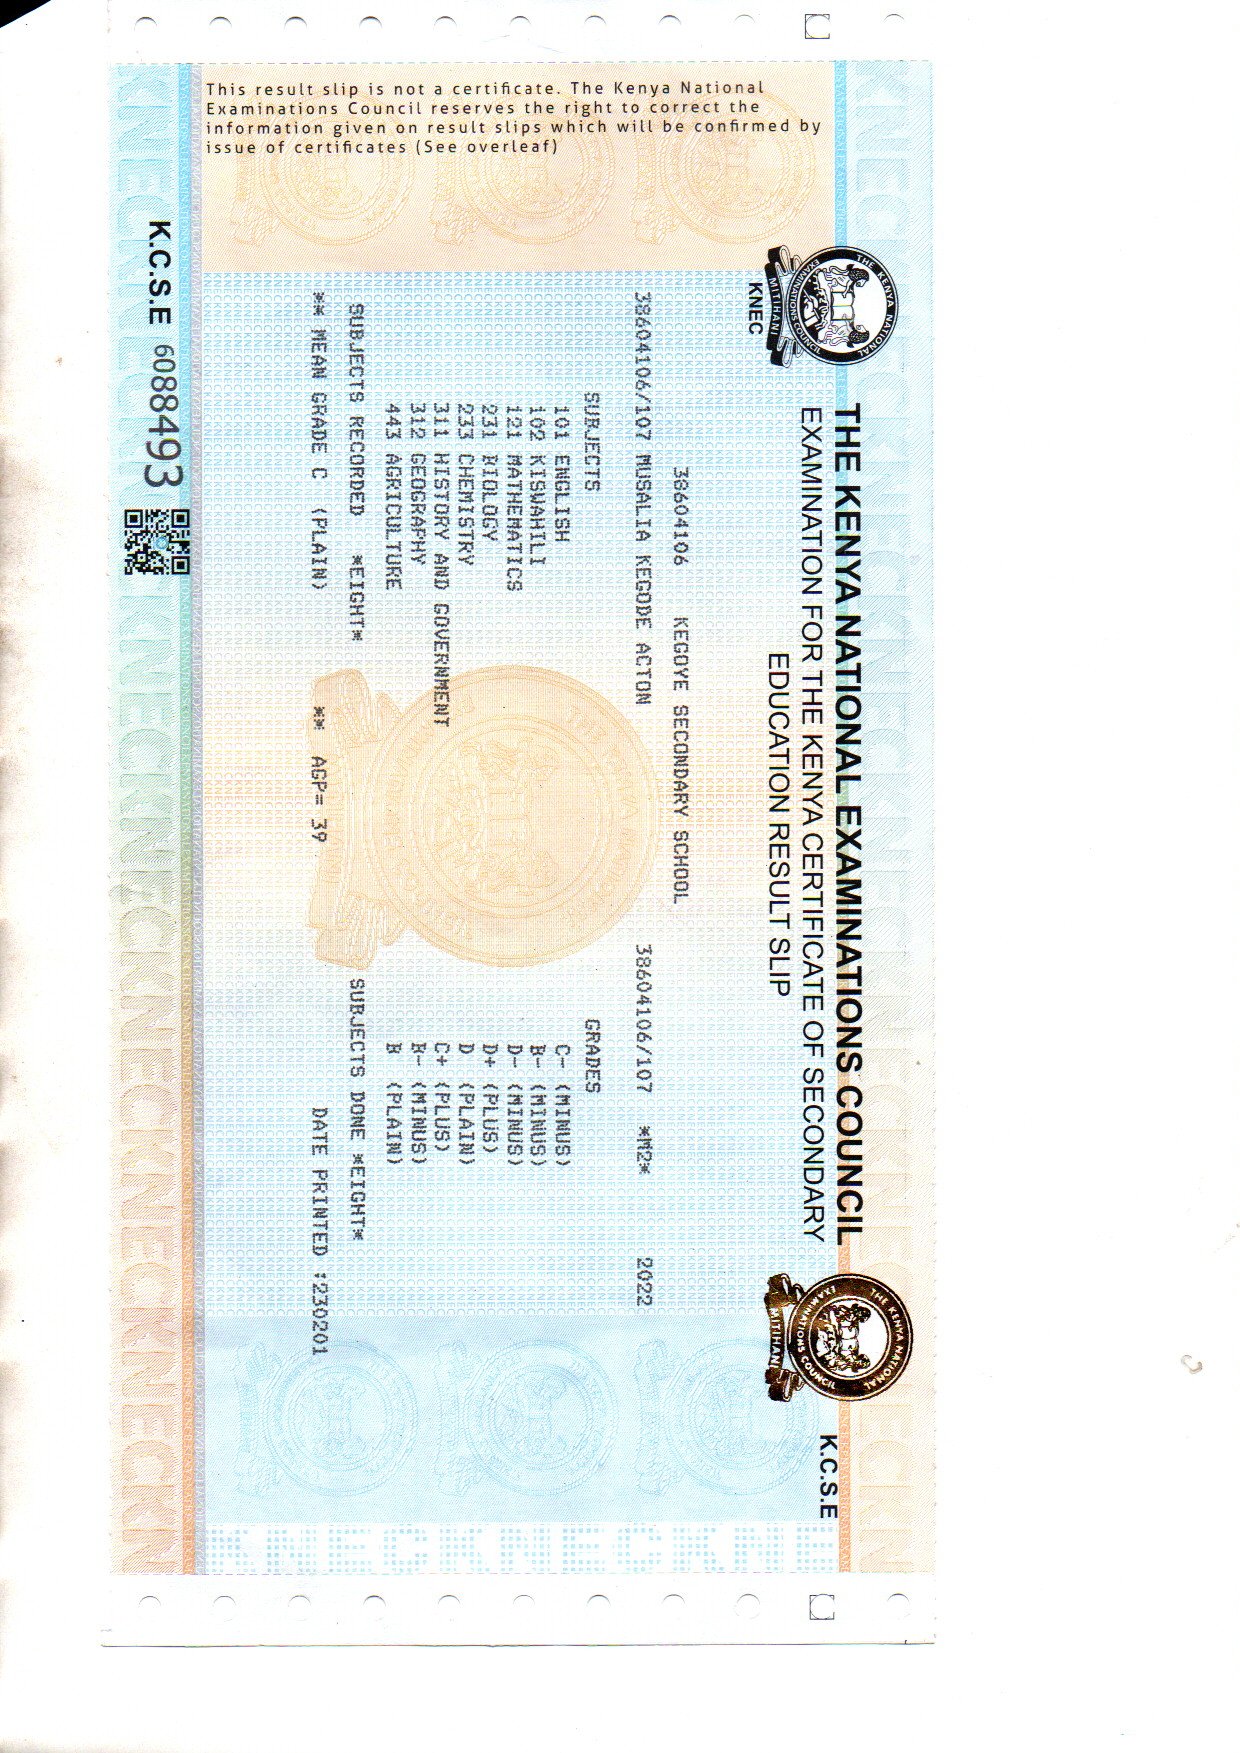 THE KENYA NATIONAL EXAMINATIONS COUNCIL
EXAMINATION FOR THE KENYA CERTIFICATE OF SECONDARY
EDUCATION RESULT SLIP
THE KENYA NATIONAL
EXAMINATIONS COUNCIL
MITIHANI
KNEC
THE KENYA NATIONAL
EXAMINATIONS COUNCIL
MITIHANI
K.C.S.E
38604106 KEGOYE SECONDARY SCHOOL
38604106/107 MUSALIA KEGODE ACTON 38604106/107 *M2* 2022
SUBJECTS GRADES
101 ENGLISH C- (MINUS)
102 KISWAHILI B- (MINUS)
121 MATHEMATICS D- (MINUS)
231 BIOLOGY D+ (PLUS)
233 CHEMISTRY D (PLAIN)
311 HISTORY AND GOVERNMENT C+ (PLUS)
312 GEOGRAPHY B- (MINUS)
443 AGRICULTURE B (PLAIN)
SUBJECTS RECORDED *EIGHT* SUBJECTS DONE *EIGHT*
** MEAN GRADE C (PLAIN) ** AGP= 39 DATE PRINTED :230201
K.C.S.E 6088493
This result slip is not a certificate. The Kenya National
Examinations Council reserves the right to correct the
information given on result slips which will be confirmed by
issue of certificates (See overleaf)